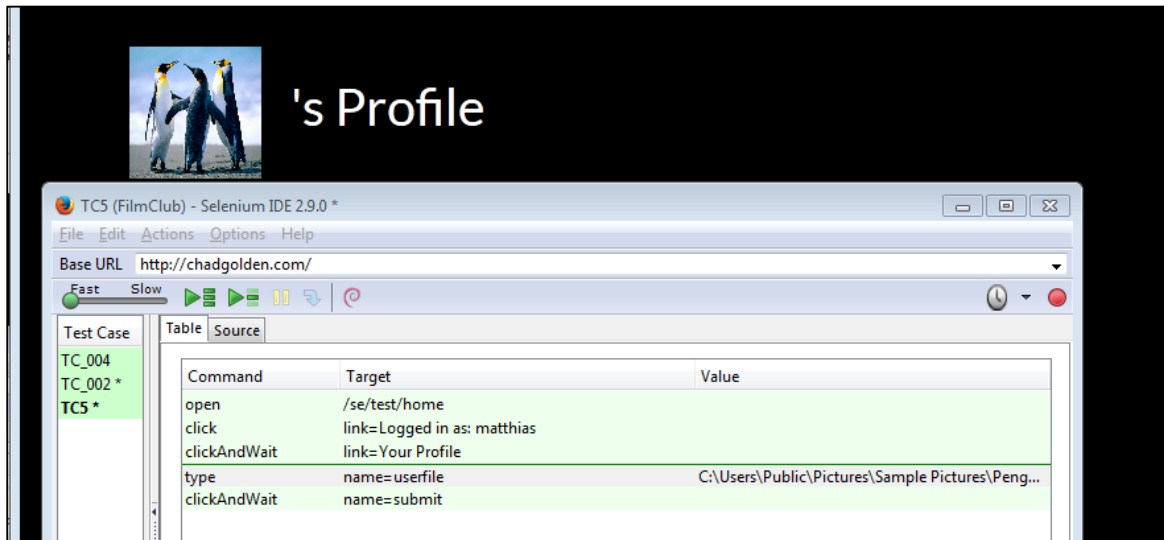 's Profile
TC5 (FilmClub) - Selenium IDE 2.9.0 *
File Edit Actions Options Help
Base URL http://chadgolden.com/
Fast Slow
Test Case Table Source
TC_004
TC_002 *
TC5 *
Command Target Value
open /se/test/home
click link=Logged in as: matthias
clickAndWait link=Your Profile
type name=userfile C:\Users\Public\Pictures\Sample Pictures\Peng...
clickAndWait name=submit